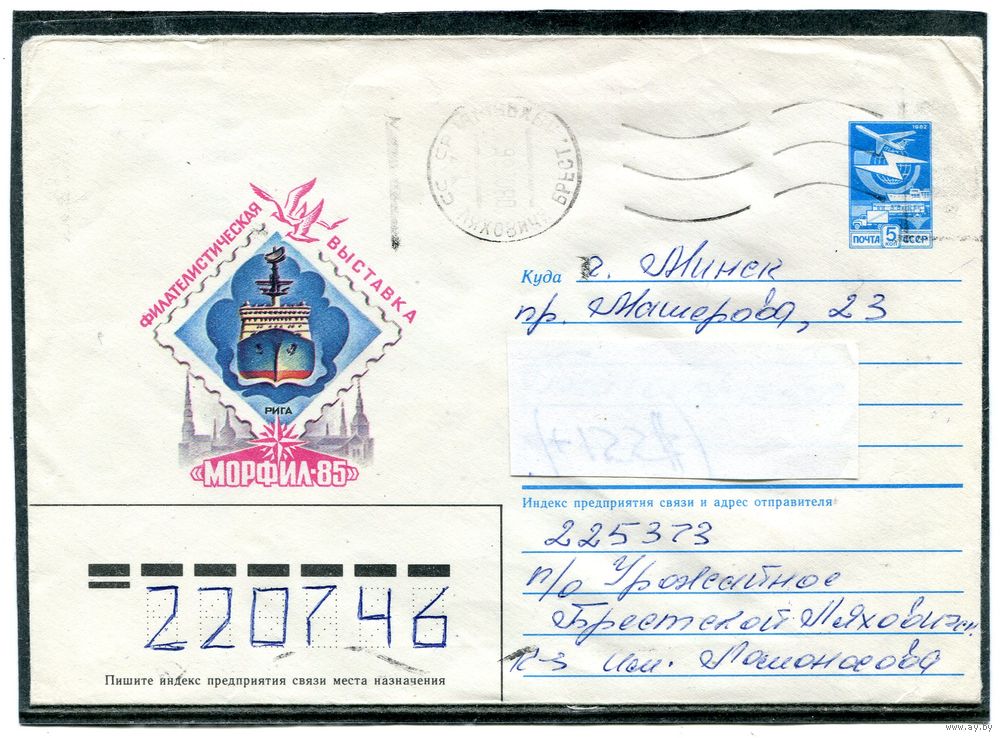 ФИЛАТЕЛИСТИЧЕСКАЯ ВЫСТАВКА
РИГА
«МОРФИЛ-85»
БРЕСТ
1982
ПОЧТА 5 КОП СССР
Куда г. Минск
пр. Машерова, 23
Индекс предприятия связи и адрес отправителя
225373
п/о Урожайное
Брестской Ляховичск.
к-з им. Ломоносова
220746
Пишите индекс предприятия связи места назначения
www.ay.by